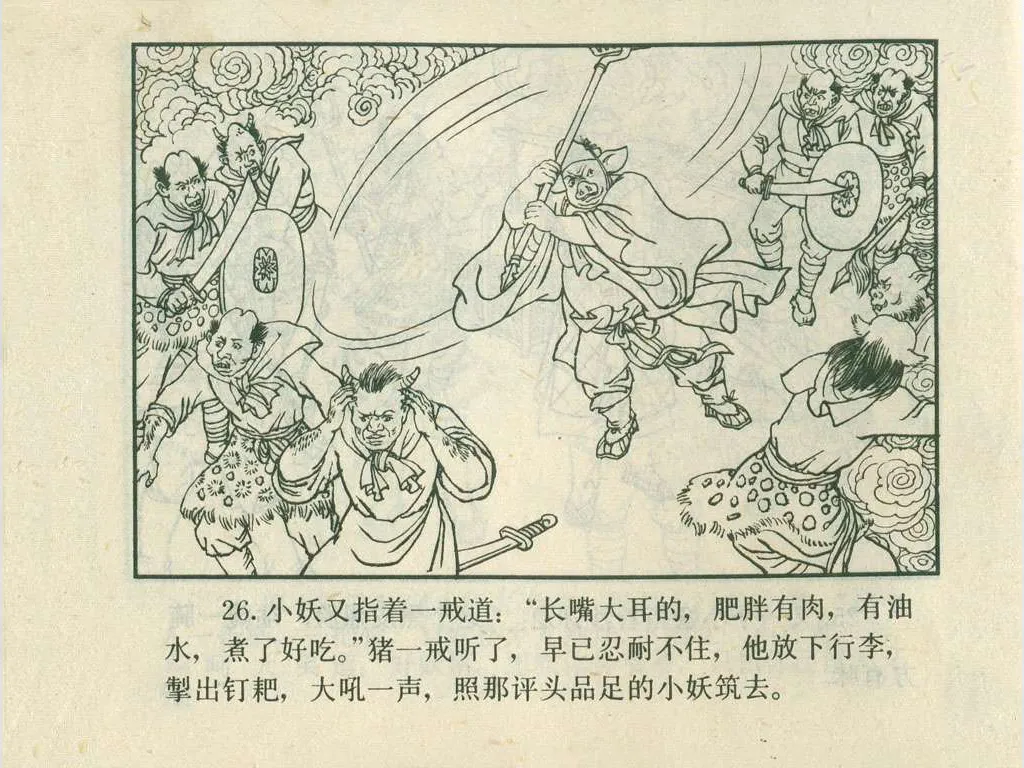 26. 小妖又指着一戒道：“长嘴大耳的，肥胖有肉，有油
水，煮了好吃。”猪一戒听了，早已忍耐不住，他放下行李，
掣出钉耙，大吼一声，照那评头品足的小妖筑去。